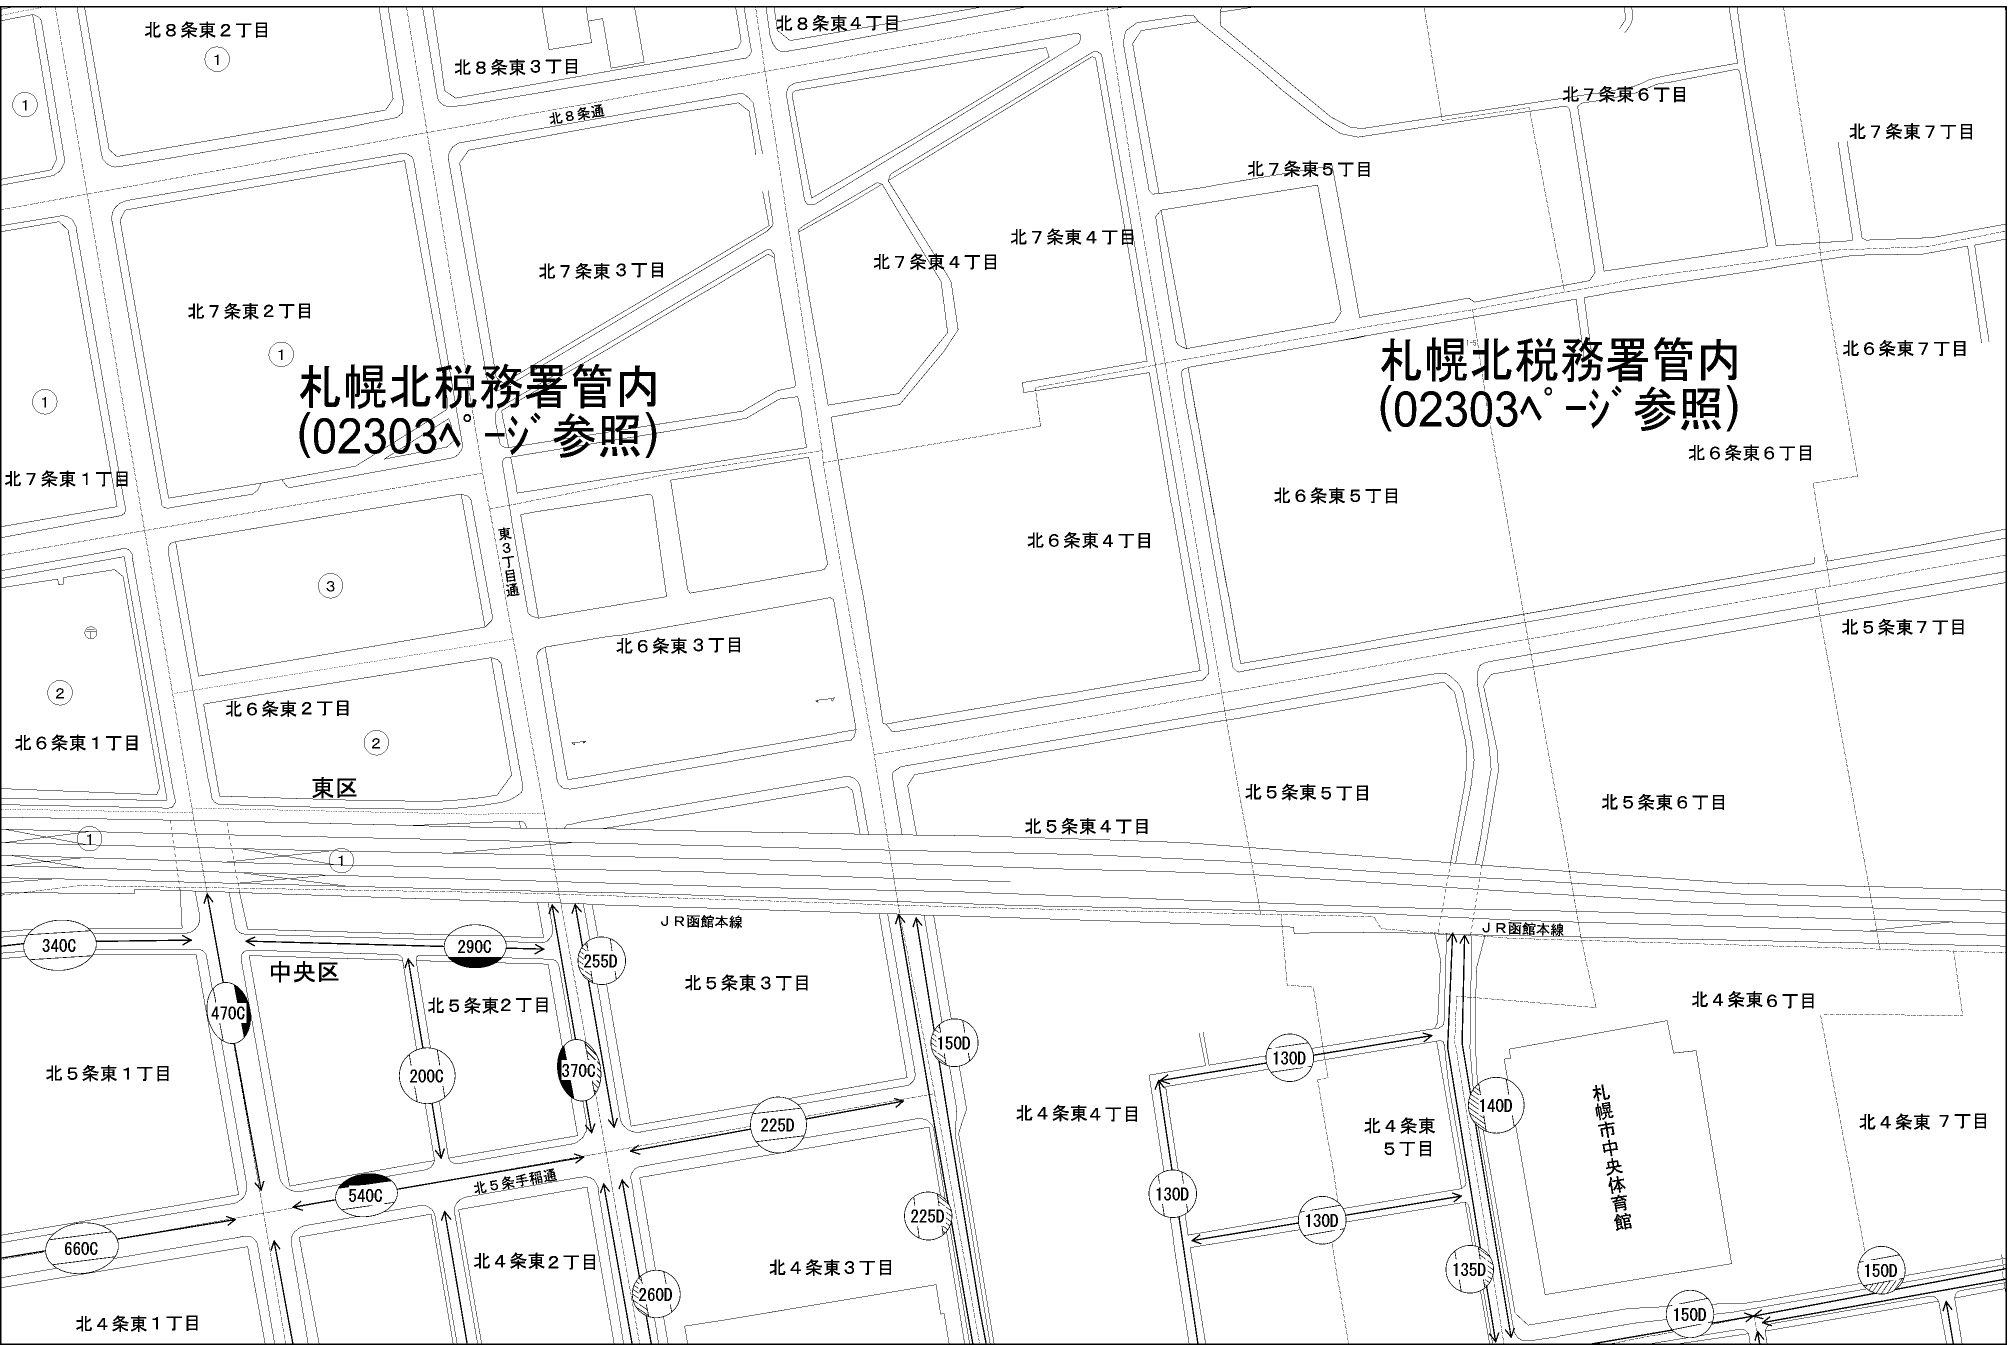 北８条東２丁目
①
①
北８条東３丁目
北８条東４丁目
北８条通
北７条東６丁目
北７条東７丁目
北７条東５丁目
北７条東４丁目
北７条東４丁目
北７条東３丁目
北７条東２丁目
①
①
札幌北税務署管内
(02303ﾍﾟｰｼﾞ参照)
札幌北税務署管内
(02303ﾍﾟｰｼﾞ参照)
北６条東７丁目
北６条東６丁目
北７条東１丁目
北６条東５丁目
北６条東４丁目
東３丁目通
③
〒
北６条東３丁目
北５条東７丁目
②
北６条東２丁目
北６条東１丁目
②
東区
北５条東５丁目
北５条東６丁目
北５条東４丁目
①
①
ＪＲ函館本線
ＪＲ函館本線
340C
290C
255D
中央区
北５条東２丁目
北５条東３丁目
北４条東６丁目
470C
150D
130D
北５条東１丁目
200C
370C
140D
札幌市中央体育館
北４条東４丁目
225D
北４条東
５丁目
北４条東７丁目
北５条手稲通
540C
130D
225D
130D
660C
北４条東２丁目
北４条東３丁目
135D
150D
260D
150D
北４条東１丁目